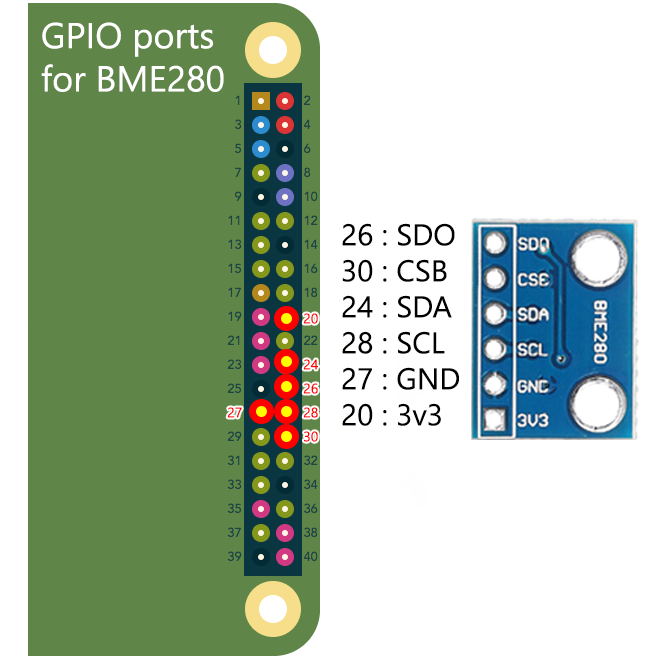 GPIO ports
for BME280
1 2
3 4
5 6
7 8
9 10
11 12
13 14
15 16
17 18
19 20
21 22
23 24
25 26
27 28
29 30
31 32
33 34
35 36
37 38
39 40
26 : SDO
30 : CSB
24 : SDA
28 : SCL
27 : GND
20 : 3v3
SDO
CSB
SDA
SCL
GND
3V3
BME280